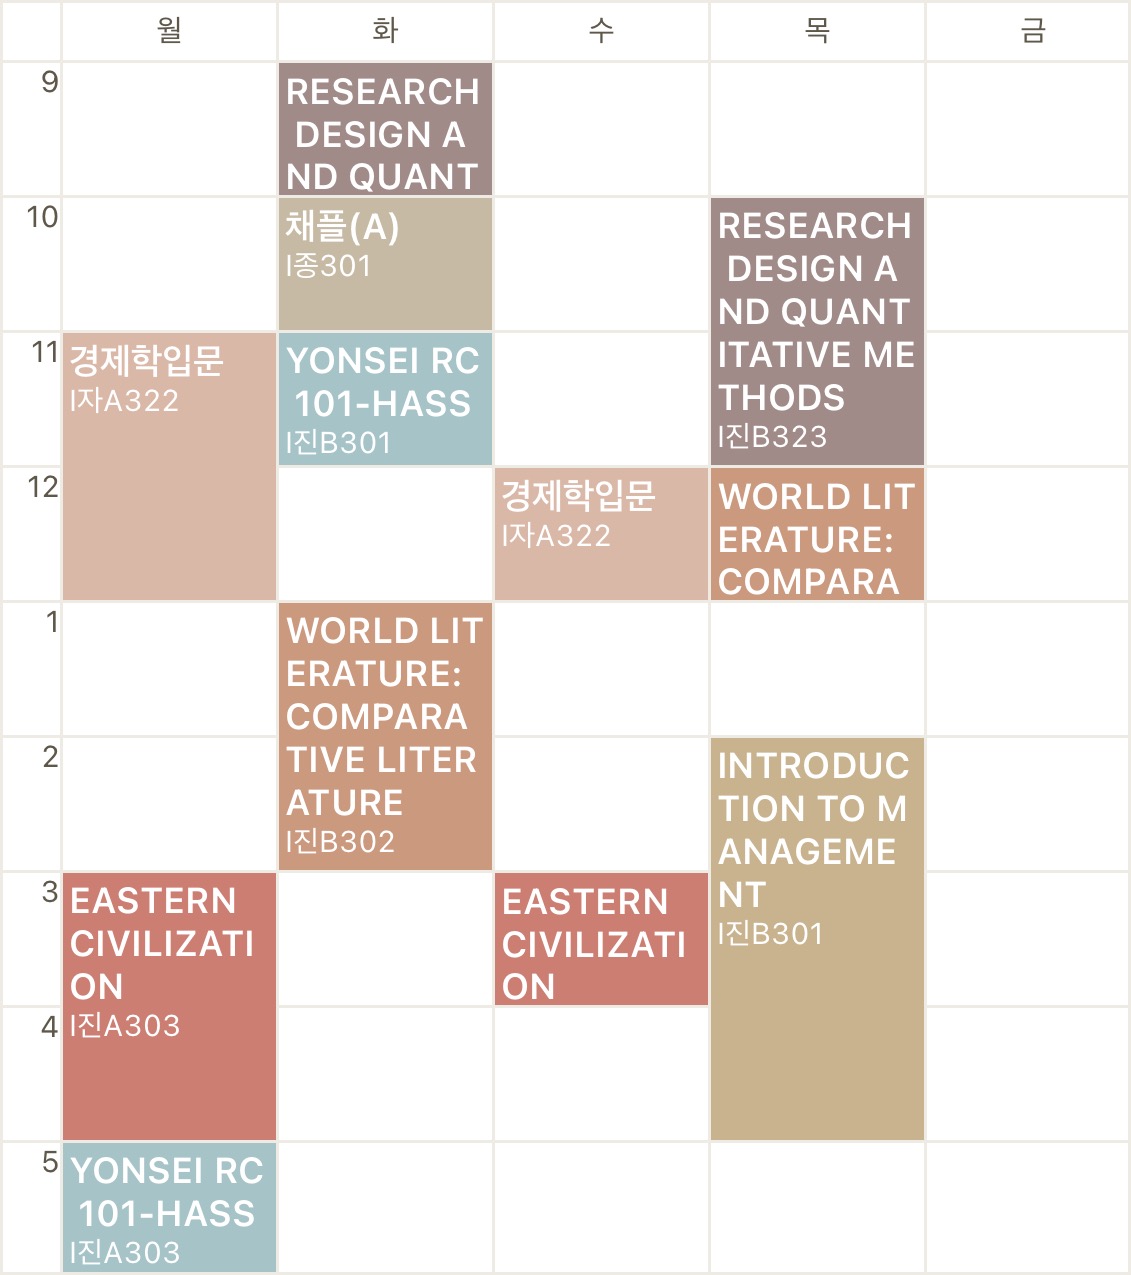 월 화 수 목 금
9
RESEARCH
DESIGN A
ND QUANT
10
채플(A)
I종301
RESEARCH
DESIGN A
ND QUANT
ITATIVE ME
THODS
I진B323
11
경제학입문
I자A322
YONSEI RC
101-HASS
I진B301
12
경제학입문
I자A322
WORLD LIT
ERATURE:
COMPARA
1
WORLD LIT
ERATURE:
COMPARA
TIVE LITER
ATURE
I진B302
2
INTRODUC
TION TO M
ANAGEME
NT
I진B301
3
EASTERN
CIVILIZATI
ON
I진A303
EASTERN
CIVILIZATI
ON
4
5
YONSEI RC
101-HASS
I진A303